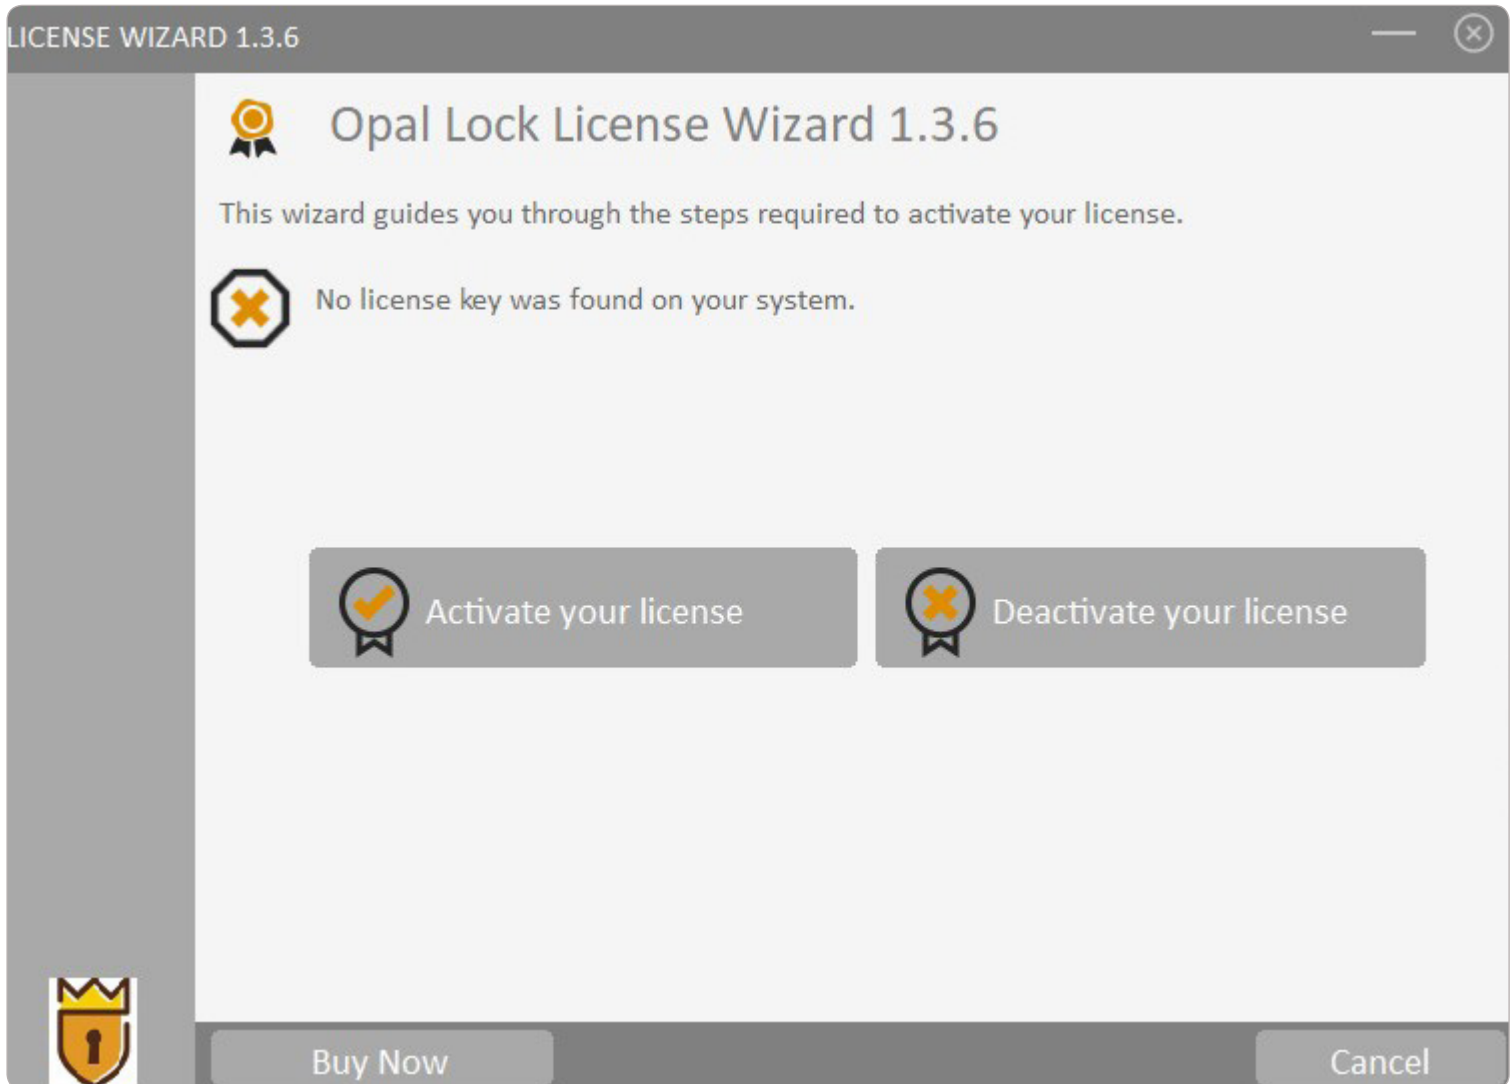 LICENSE WIZARD 1.3.6
Opal Lock License Wizard 1.3.6
This wizard guides you through the steps required to activate your license.
No license key was found on your system.
Activate your license
Deactivate your license
Buy Now
Cancel